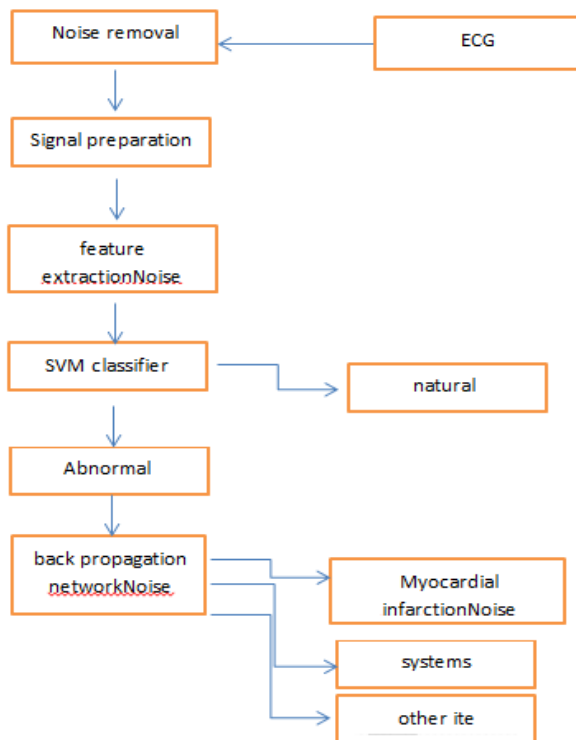 Noise removal
ECG
Signal preparation
feature
extractionNoise
SVM classifier
natural
Abnormal
back propagation
networkNoise
Myocardial
infarctionNoise
systems
other ite